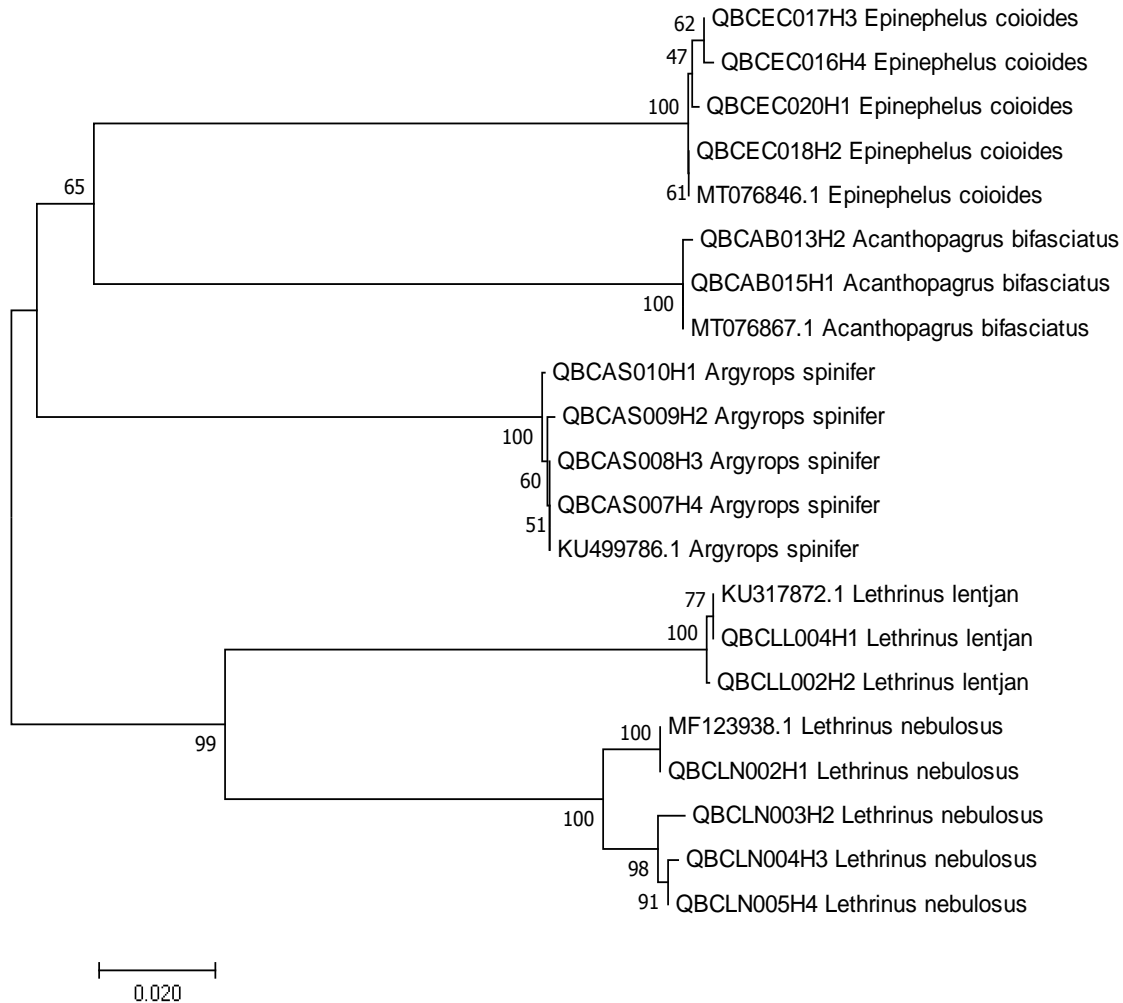 62 QBCEC017H3 Epinephelus coioides
47 QBCEC016H4 Epinephelus coioides
100 QBCEC020H1 Epinephelus coioides
QBCEC018H2 Epinephelus coioides
65 61 MT076846.1 Epinephelus coioides
QBCAB013H2 Acanthopagrus bifasciatus
QBCAB015H1 Acanthopagrus bifasciatus
100 MT076867.1 Acanthopagrus bifasciatus
QBCAS010H1 Argyrops spinifer
QBCAS009H2 Argyrops spinifer
100
QBCAS008H3 Argyrops spinifer
60
QBCAS007H4 Argyrops spinifer
51
KU499786.1 Argyrops spinifer
77 KU317872.1 Lethrinus lentjan
100 QBCLL004H1 Lethrinus lentjan
QBCLL002H2 Lethrinus lentjan
100 MF123938.1 Lethrinus nebulosus
99
QBCLN002H1 Lethrinus nebulosus
100 QBCLN003H2 Lethrinus nebulosus
98 QBCLN004H3 Lethrinus nebulosus
91 QBCLN005H4 Lethrinus nebulosus
0.020